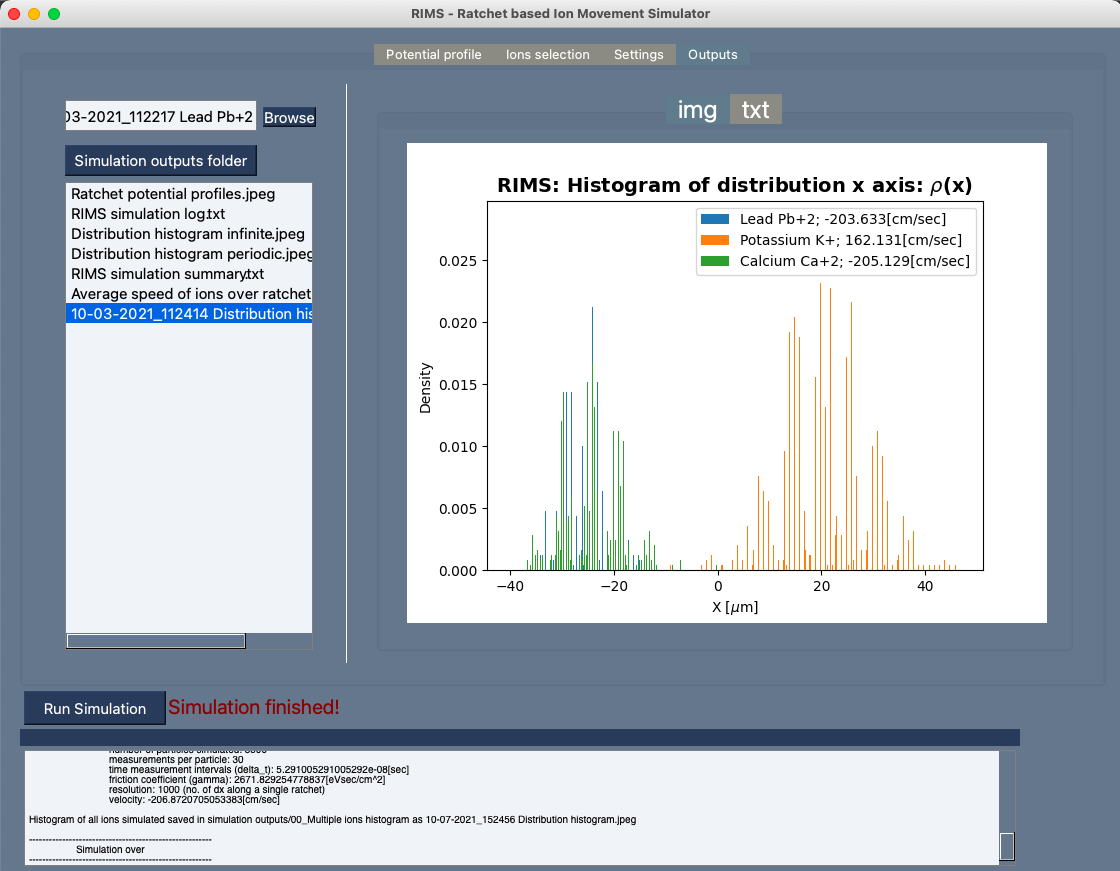 RIMS - Ratchet based Ion Movement Simulator
Potential profile Ions selection Settings Outputs
03-2021_112217 Lead Pb+2 Browse
Simulation outputs folder
Ratchet potential profiles.jpeg
RIMS simulation log.txt
Distribution histogram infinite.jpeg
Distribution histogram periodic.jpeg
RIMS simulation summary.txt
Average speed of ions over ratchet
10-03-2021_112414 Distribution his
img txt
RIMS: Histogram of distribution x axis: ρ(x)
Lead Pb+2; -203.633[cm/sec]
Potassium K+; 162.131[cm/sec]
Calcium Ca+2; -205.129[cm/sec]
Density
0.025
0.020
0.015
0.010
0.005
0.000
−40 −20 0 20 40
X [μm]
Run Simulation Simulation finished!
number of particles simulated:
measurements per particle: 30
time measurement intervals (delta_t): 5.291005291005292e-08[sec]
friction coefficient (gamma): 2671.829254778837[eVsec/cm^2]
resolution: 1000 (no. of dx along a single ratchet)
velocity: -206.8720705053383[cm/sec]
Histogram of all ions simulated saved in simulation outputs/00_Multiple ions histogram as 10-07-2021_152456 Distribution histogram.jpeg
-------------------------------------------------------
Simulation over
-------------------------------------------------------